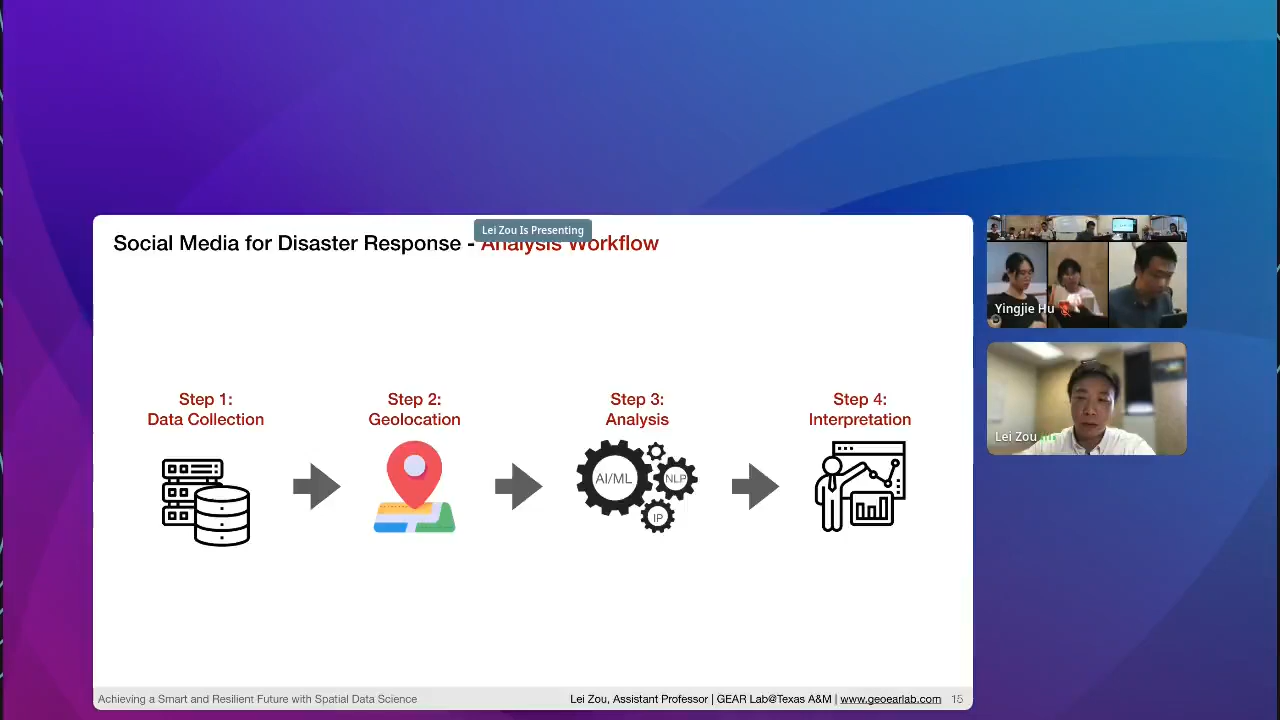 Lei Zou Is Presenting
Social Media for Disaster Response - Analysis Workflow
Step 1:
Data Collection
Step 2:
Geolocation
Step 3:
Analysis
Step 4:
Interpretation
AI/ML
NLP
IP
Yingjie Hu
Lei Zou
Achieving a Smart and Resilient Future with Spatial Data Science
Lei Zou, Assistant Professor | GEAR Lab@Texas A&M | www.geoearlab.com 15